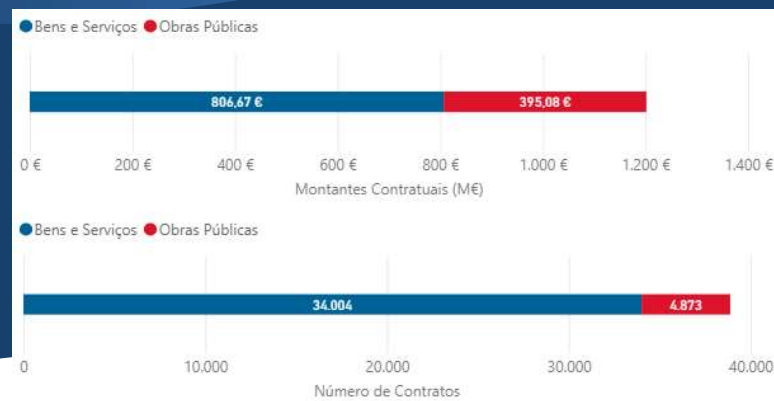 Bens e Serviços Obras Públicas
806,67 € 395,08 €
0 € 200 € 400 € 600 € 800 € 1.000 € 1.200 € 1.400 €
Montantes Contratuais (M€)
Bens e Serviços Obras Públicas
34.004 4.873
0 10.000 20.000 30.000 40.000
Número de Contratos